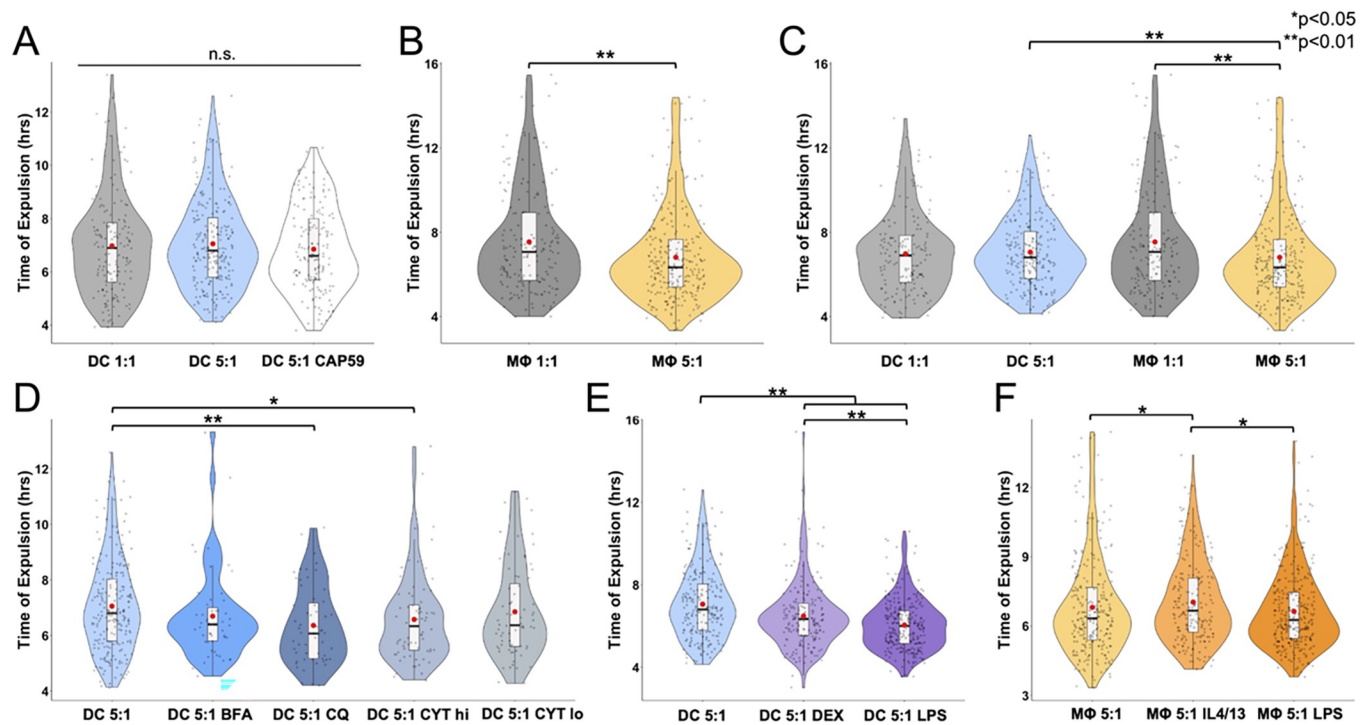 *p<0.05
**p<0.01
A
n.s.
Time of Expulsion (hrs)
12
10
8
6
4
DC 1:1
DC 5:1
DC 5:1 CAP59
B
**
Time of Expulsion (hrs)
16
12
8
4
MΦ 1:1
MΦ 5:1
C
**
**
Time of Expulsion (hrs)
16
12
8
4
DC 1:1
DC 5:1
MΦ 1:1
MΦ 5:1
D
*
**
Time of Expulsion (hrs)
12
10
8
6
4
DC 5:1
DC 5:1 BFA
DC 5:1 CQ
DC 5:1 CYT hi
DC 5:1 CYT lo
E
**
**
Time of Expulsion (hrs)
16
12
8
4
DC 5:1
DC 5:1 DEX
DC 5:1 LPS
F
*
*
Time of Expulsion (hrs)
12
9
6
3
MΦ 5:1
MΦ 5:1 IL4/13
MΦ 5:1 LPS